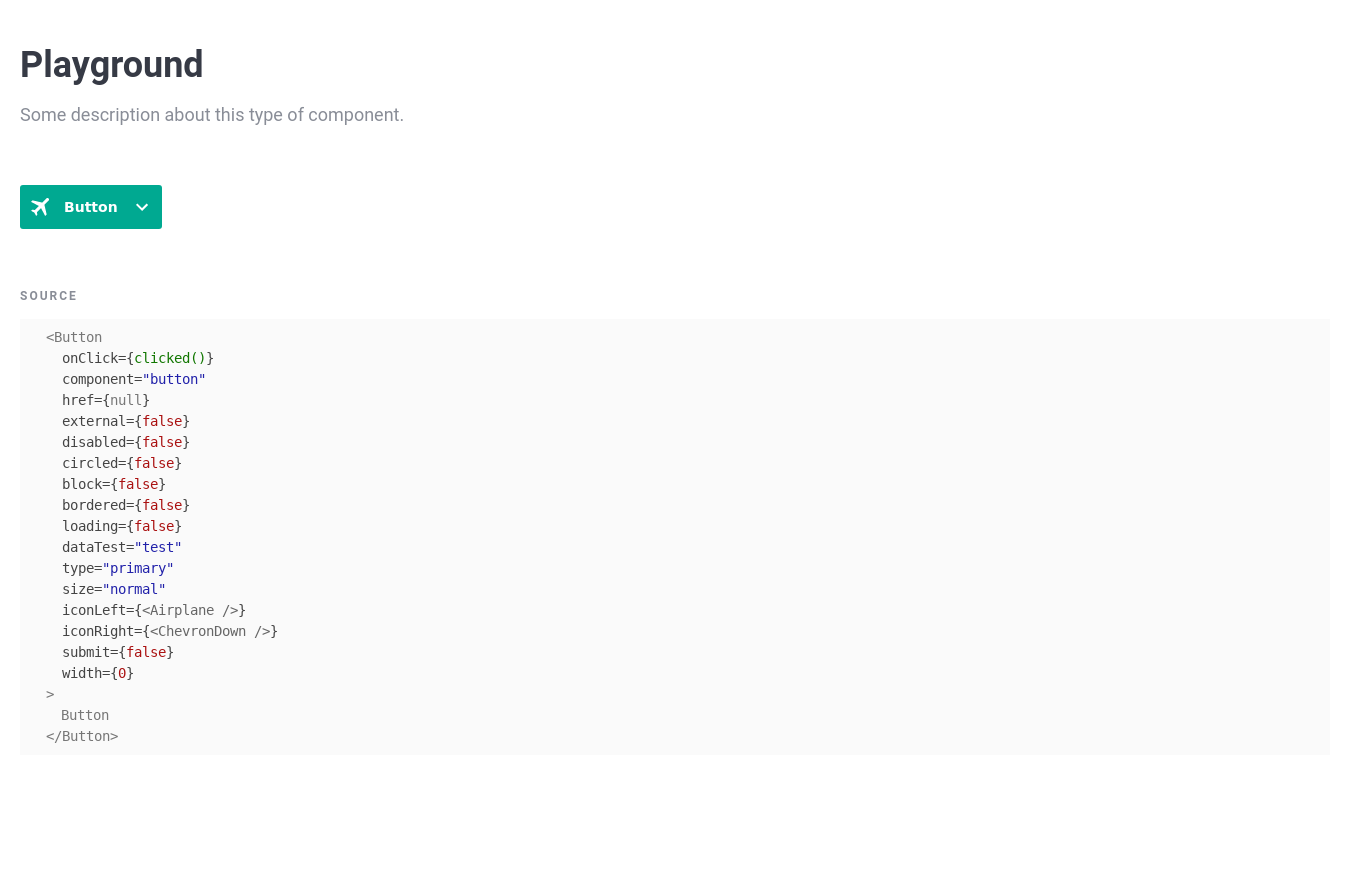 Playground
Some description about this type of component.
Button
SOURCE
<Button
onClick={clicked()}
component="button"
href={null}
external={false}
disabled={false}
circled={false}
block={false}
bordered={false}
loading={false}
dataTest="test"
type="primary"
size="normal"
iconLeft={<Airplane />}
iconRight={<ChevronDown />}
submit={false}
width={0}
>
Button
</Button>